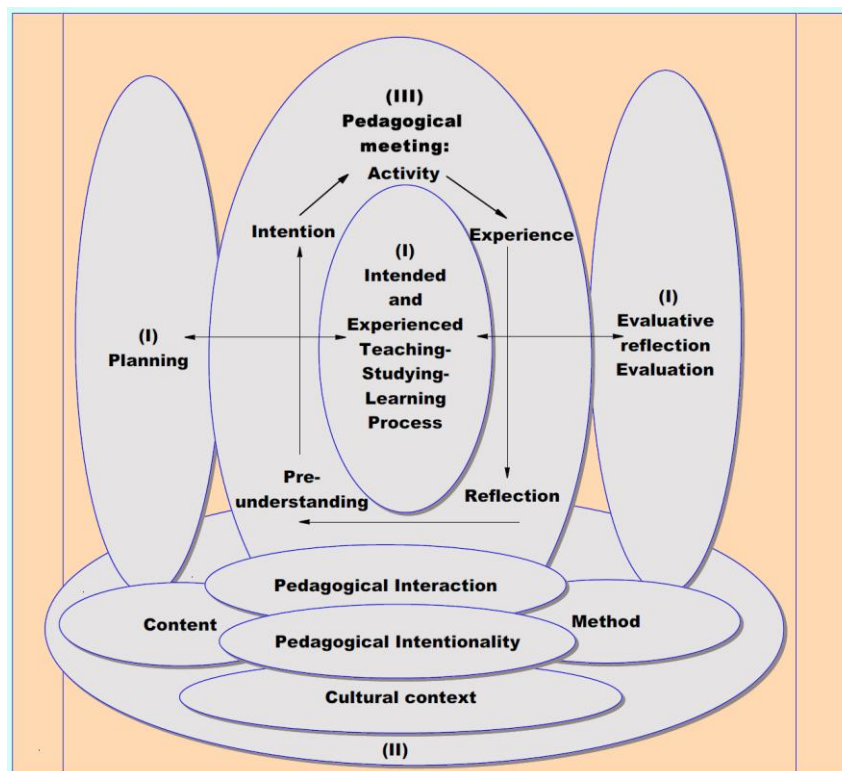 (III)
Pedagogical
meeting:
Activity
Intention
Experience
(I)
Intended
and
Experienced
Teaching-
Studying-
Learning
Process
(I)
Planning
(I)
Evaluative
reflection
Evaluation
Pre-
understanding
Reflection
Pedagogical Interaction
Content
Method
Pedagogical Intentionality
Cultural context
(II)